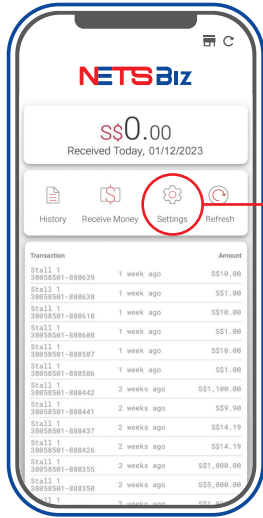 NETSBIZ
S$0.00
Received Today, 01/12/2023
History Receive Money Settings Refresh
Transaction Amount
Stall 1
38058501-888639 1 week ago S$10.00
Stall 1
38058501-888638 1 week ago S$1.00
Stall 1
38058501-888618 1 week ago S$10.00
Stall 1
38058501-888608 1 week ago S$1.00
Stall 1
38058501-888587 1 week ago S$10.00
Stall 1
38058501-888586 1 week ago S$1.00
Stall 1
38058501-888442 2 weeks ago S$1,100.00
Stall 1
38058501-888441 2 weeks ago S$9.90
Stall 1
38058501-888437 2 weeks ago S$14.19
Stall 1
38058501-888426 2 weeks ago S$14.19
Stall 1
38058501-888355 2 weeks ago S$1,000.00
Stall 1
38058501-888350 2 weeks ago S$5,000.00
Stall 1 3 weeks ago